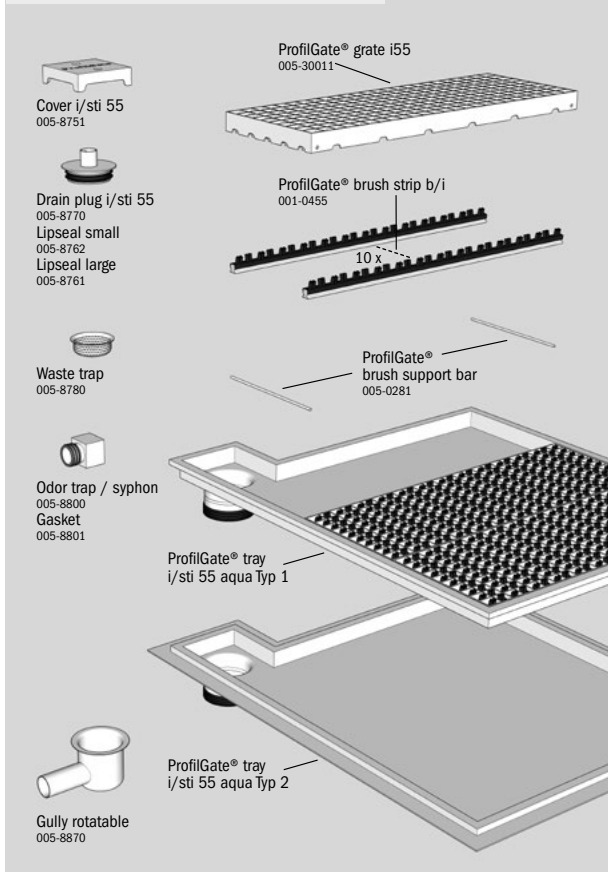 ProfilGate® grate i55
005-30011
Cover i/sti 55
005-8751
Drain plug i/sti 55
005-8770
Lipseal small
005-8762
Lipseal large
005-8761
ProfilGate® brush strip b/i
001-0455
10 x
Waste trap
005-8780
ProfilGate®
brush support bar
005-0281
Odor trap / syphon
005-8800
Gasket
005-8801
ProfilGate® tray
i/sti 55 aqua Typ 1
ProfilGate® tray
i/sti 55 aqua Typ 2
Gully rotatable
005-8870